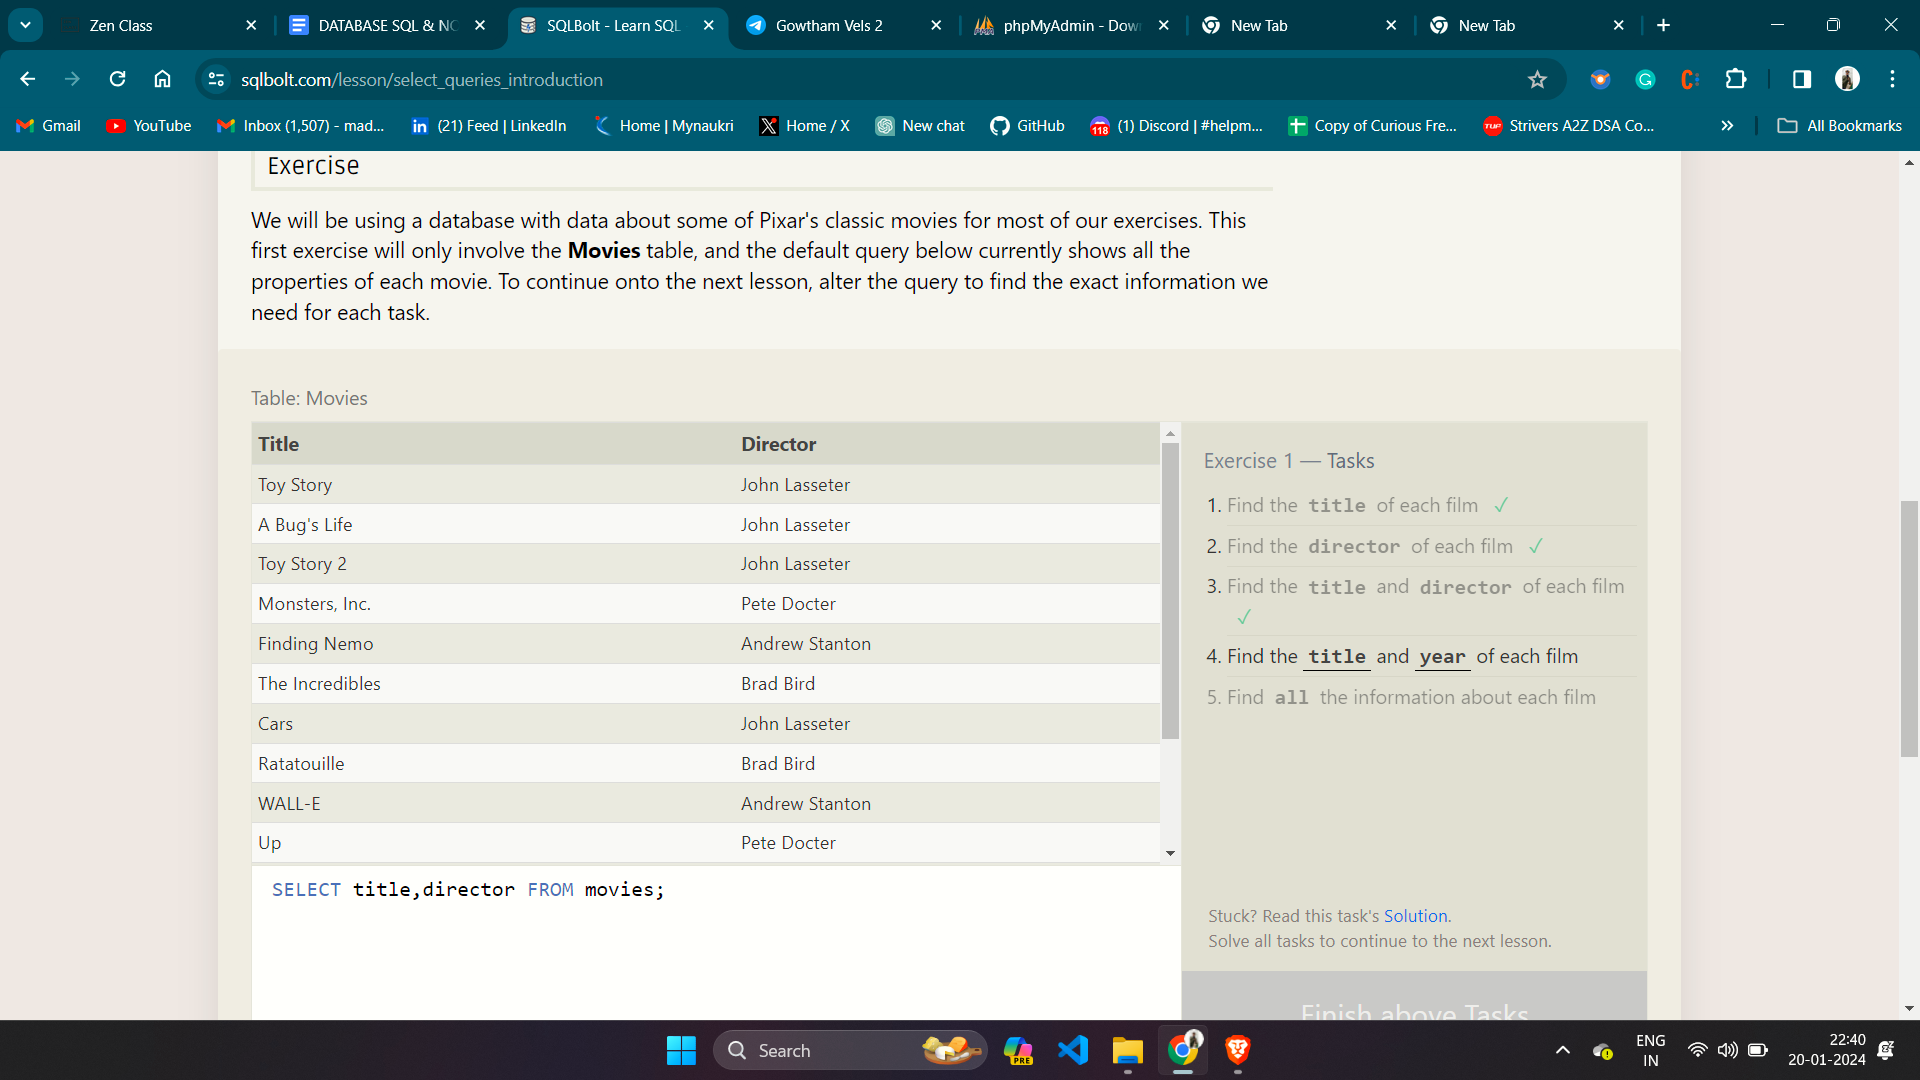 Zen Class
DATABASE SQL & NO
SQLBolt - Learn SQL
Gowtham Vels 2
phpMyAdmin - Dow
New Tab
New Tab
sqlbolt.com/lesson/select_queries_introduction
Gmail
YouTube
Inbox (1,507) - mad...
(21) Feed | LinkedIn
Home | Mynaukri
Home / X
New chat
GitHub
118
(1) Discord | #helpm...
Copy of Curious Fre...
TUF
Strivers A2Z DSA Co...
All Bookmarks
Exercise
We will be using a database with data about some of Pixar's classic movies for most of our exercises. This
first exercise will only involve the Movies table, and the default query below currently shows all the
properties of each movie. To continue onto the next lesson, alter the query to find the exact information we
need for each task.
Table: Movies
Title Director
Toy Story John Lasseter
A Bug's Life John Lasseter
Toy Story 2 John Lasseter
Monsters, Inc. Pete Docter
Finding Nemo Andrew Stanton
The Incredibles Brad Bird
Cars John Lasseter
Ratatouille Brad Bird
WALL-E Andrew Stanton
Up Pete Docter
SELECT title,director FROM movies;
Exercise 1 — Tasks
1. Find the title of each film ✓
2. Find the director of each film ✓
3. Find the title and director of each film
✓
4. Find the title and year of each film
5. Find all the information about each film
Stuck? Read this task's Solution.
Solve all tasks to continue to the next lesson.
Finish above Tasks
Search
PRE
ENG
IN
22:40
20-01-2024